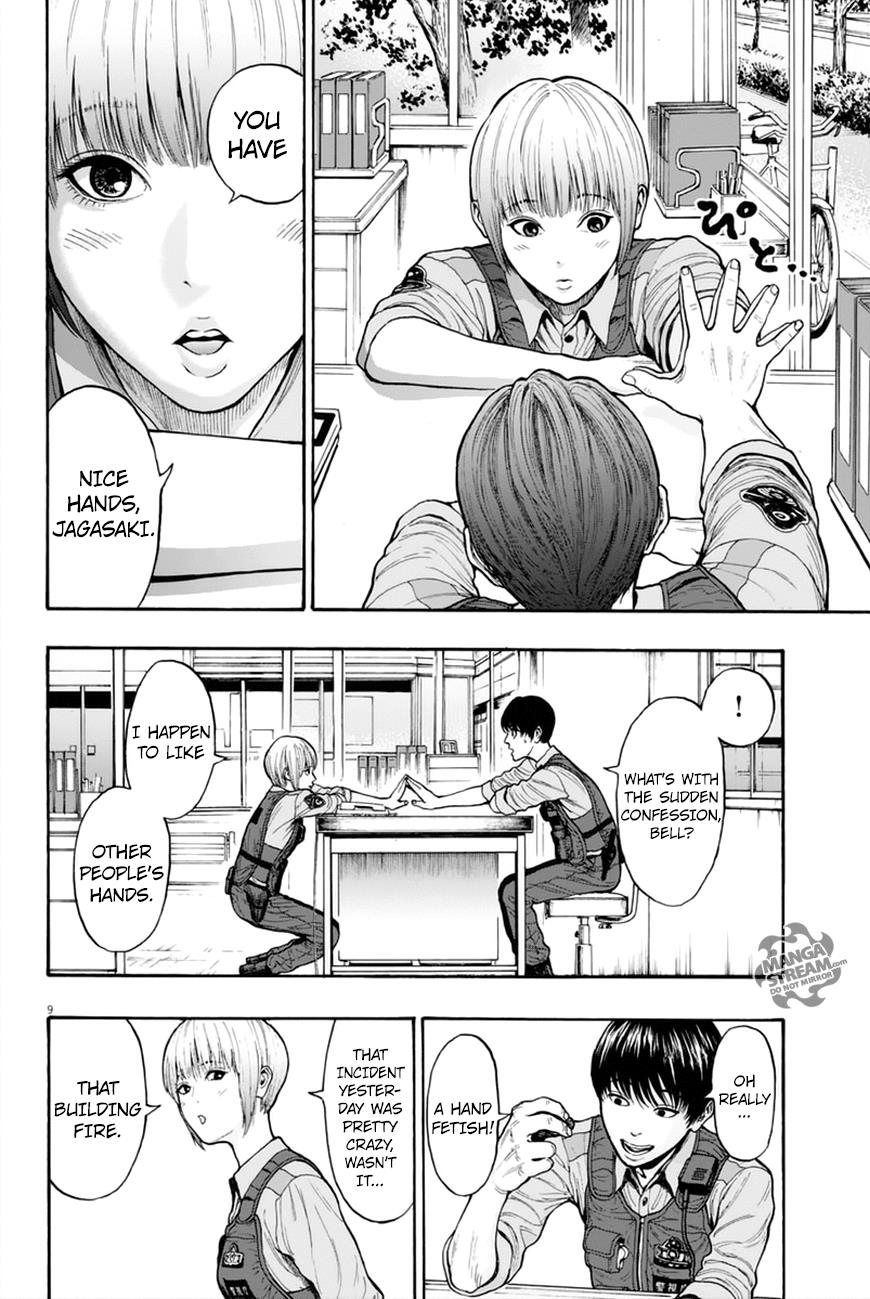 ぴと…
YOU
HAVE
NICE
HANDS,
JAGASAKI.
!
WHAT'S WITH
THE SUDDEN
CONFESSION,
BELL?
I HAPPEN
TO LIKE
OTHER
PEOPLE'S
HANDS.
MANGA
STREAM.com
DO NOT MIRROR
9
OH
REALLY
...
A HAND
FETISH!
THAT
INCIDENT
YESTER-
DAY WAS
PRETTY
CRAZY,
WASN'T
IT...
THAT
BUILDING
FIRE.